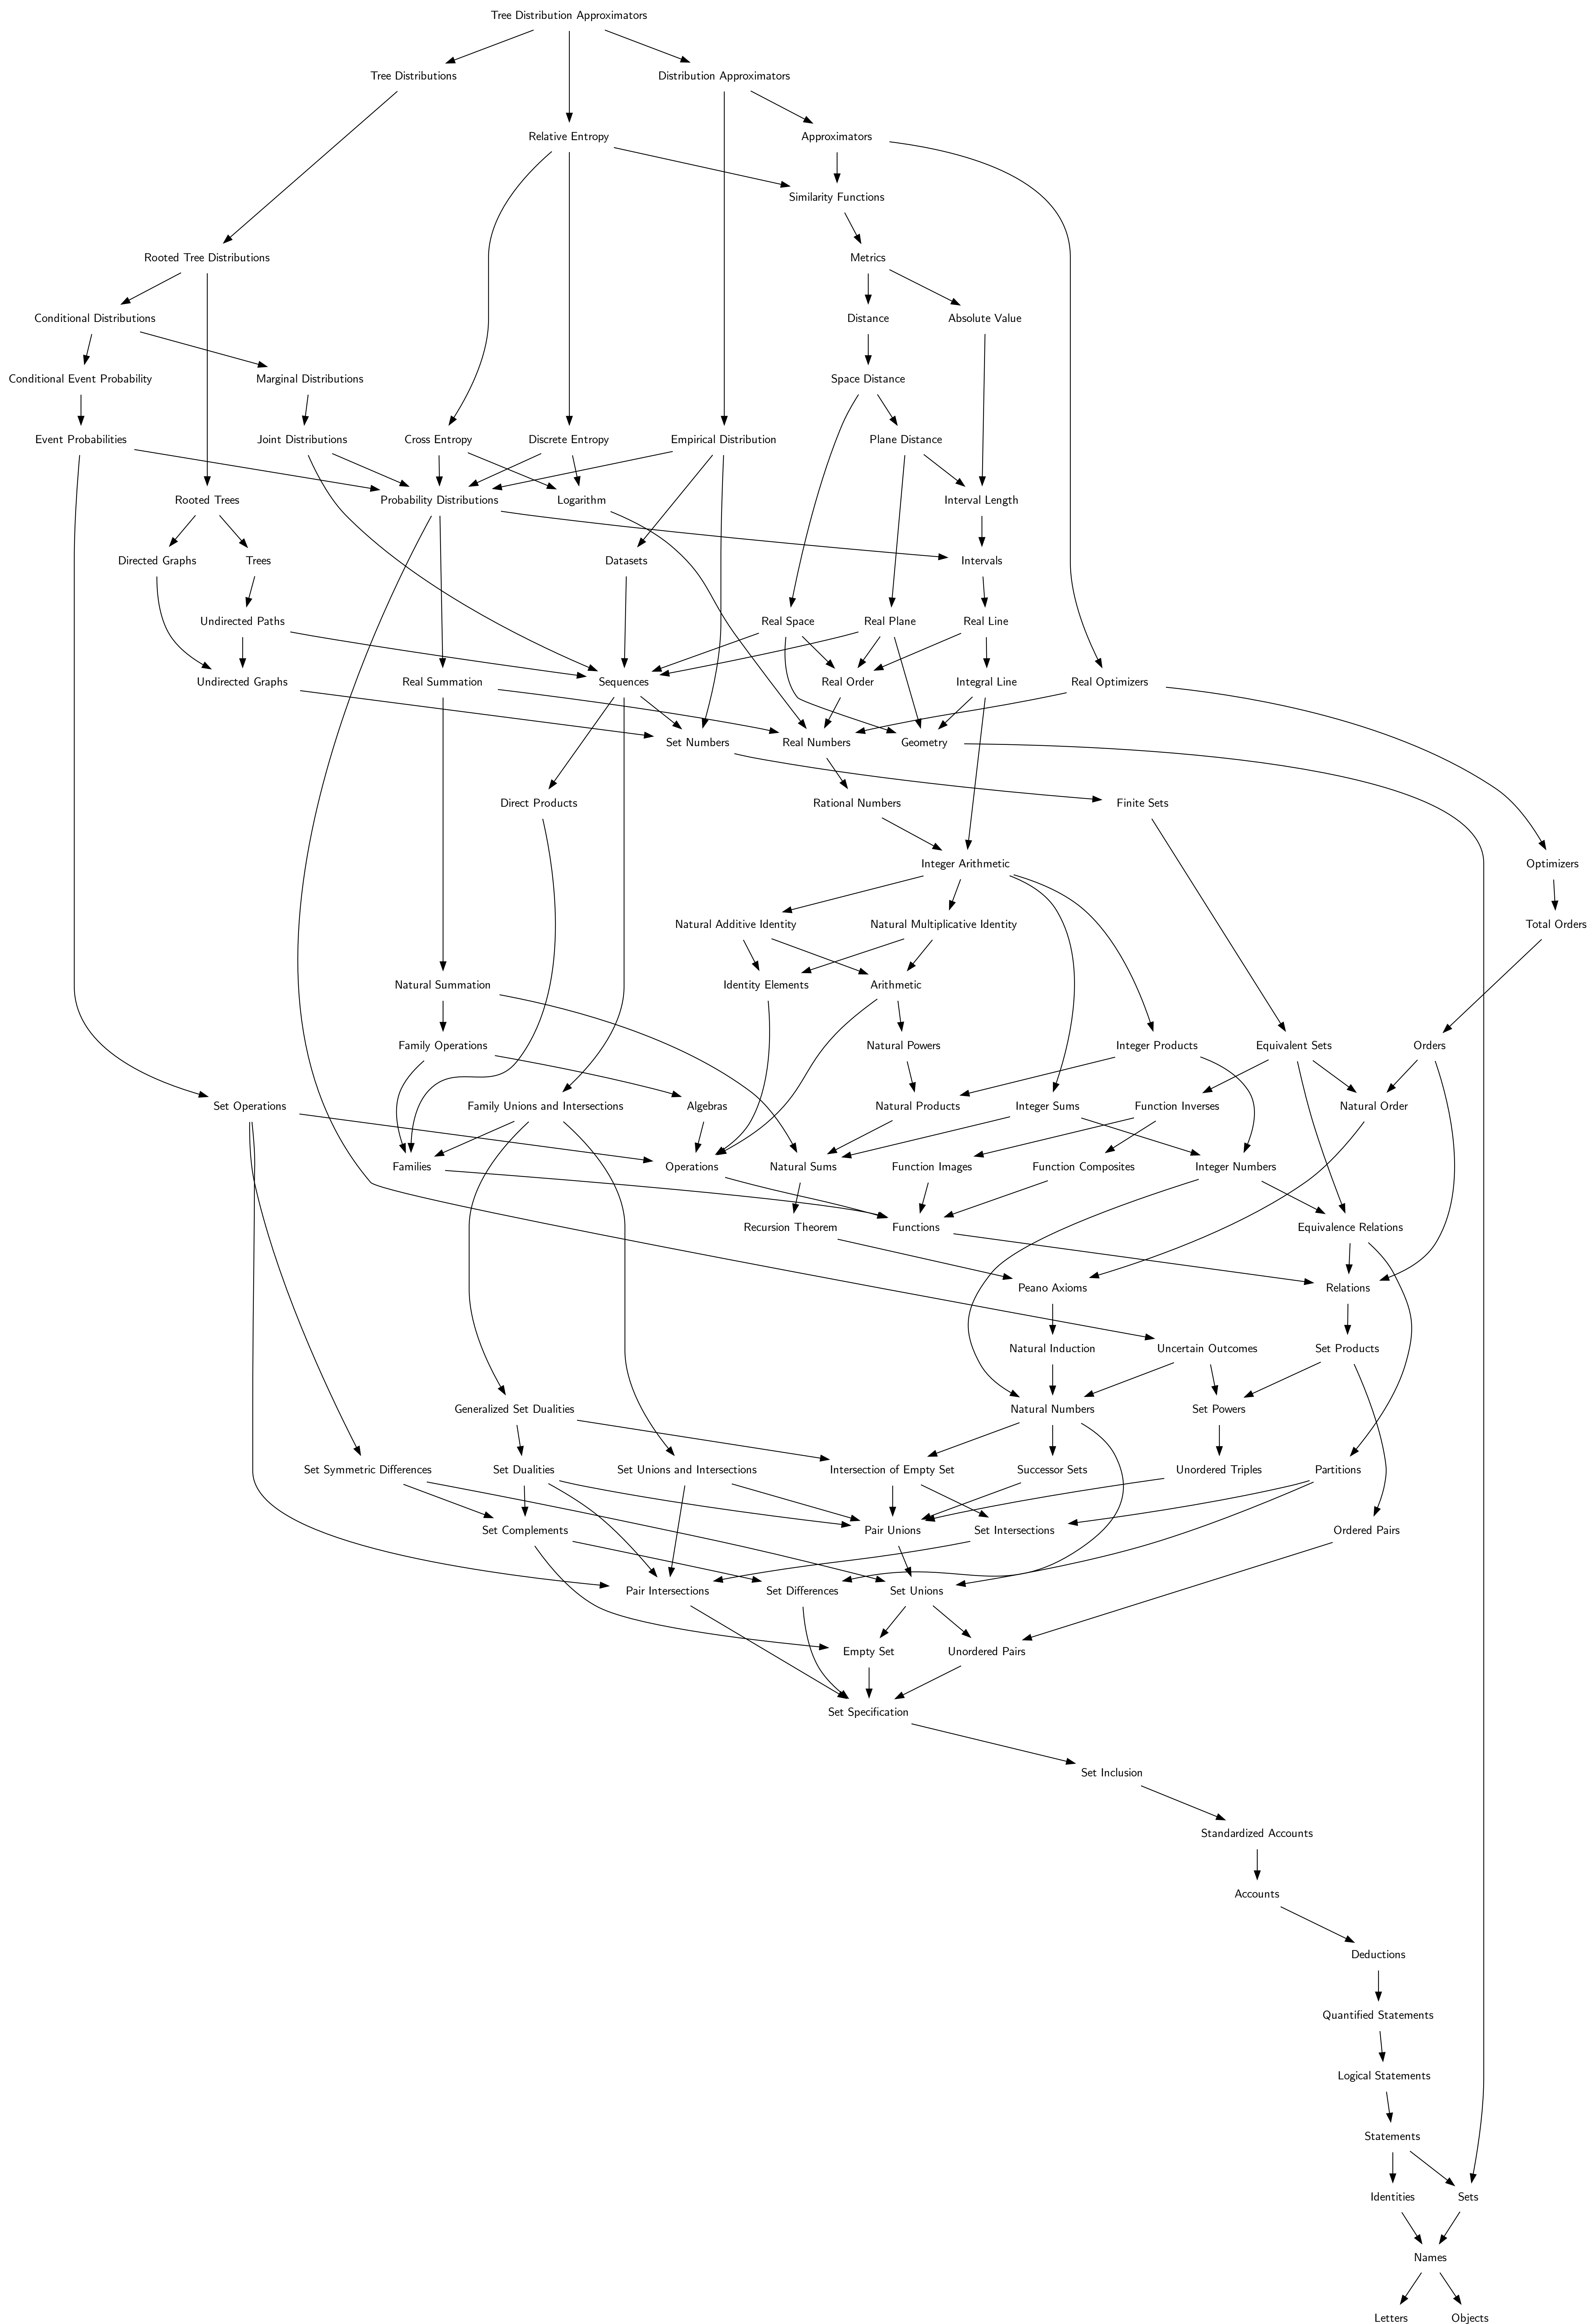 Tree Distribution Approximators
Tree Distributions
Distribution Approximators
Relative Entropy
Approximators
Similarity Functions
Rooted Tree Distributions
Metrics
Conditional Distributions
Distance
Absolute Value
Conditional Event Probability
Marginal Distributions
Space Distance
Event Probabilities
Joint Distributions
Cross Entropy
Discrete Entropy
Empirical Distribution
Plane Distance
Rooted Trees
Probability Distributions
Logarithm
Interval Length
Directed Graphs
Trees
Datasets
Intervals
Undirected Paths
Real Space
Real Plane
Real Line
Undirected Graphs
Real Summation
Sequences
Real Order
Integral Line
Real Optimizers
Set Numbers
Real Numbers
Geometry
Direct Products
Rational Numbers
Finite Sets
Integer Arithmetic
Optimizers
Natural Additive Identity
Natural Multiplicative Identity
Total Orders
Natural Summation
Identity Elements
Arithmetic
Family Operations
Natural Powers
Integer Products
Equivalent Sets
Orders
Set Operations
Family Unions and Intersections
Algebras
Natural Products
Integer Sums
Function Inverses
Natural Order
Families
Operations
Natural Sums
Function Images
Function Composites
Integer Numbers
Recursion Theorem
Functions
Equivalence Relations
Peano Axioms
Relations
Natural Induction
Uncertain Outcomes
Set Products
Generalized Set Dualities
Natural Numbers
Set Powers
Set Symmetric Differences
Set Dualities
Set Unions and Intersections
Intersection of Empty Set
Successor Sets
Unordered Triples
Partitions
Set Complements
Pair Unions
Set Intersections
Ordered Pairs
Pair Intersections
Set Differences
Set Unions
Empty Set
Unordered Pairs
Set Specification
Set Inclusion
Standardized Accounts
Accounts
Deductions
Quantified Statements
Logical Statements
Statements
Identities
Sets
Names
Letters
Objects